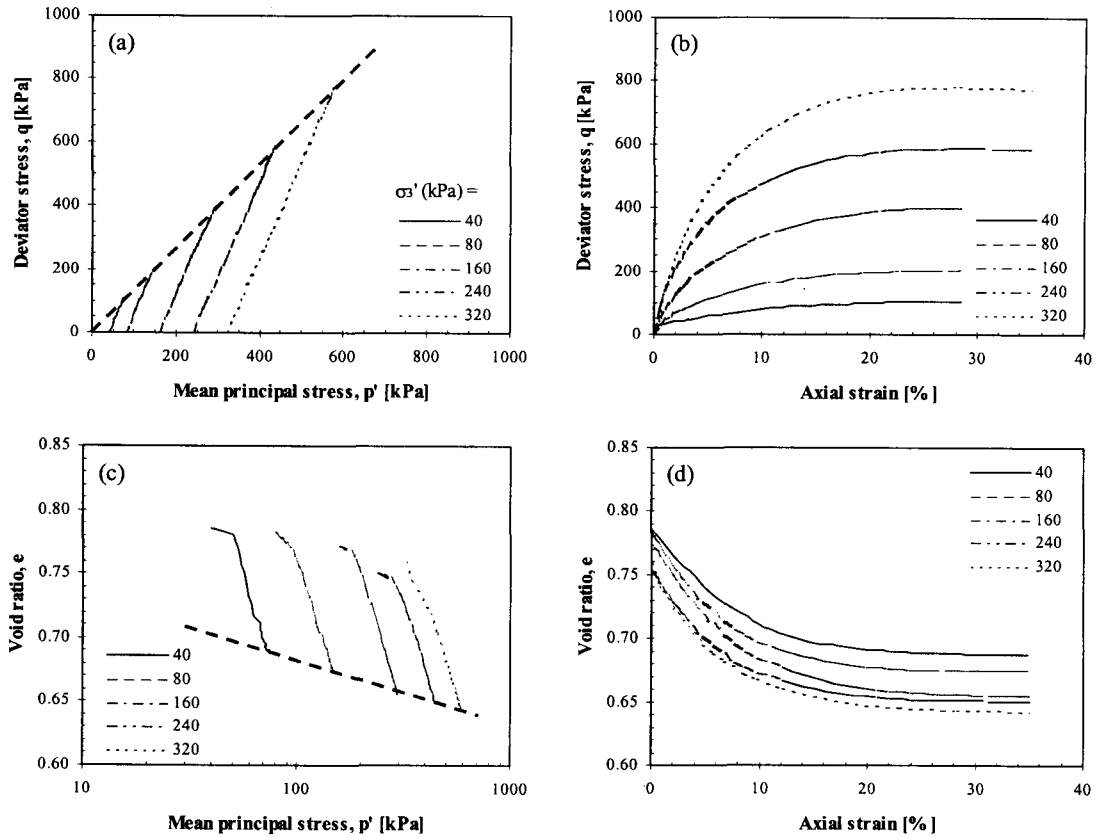 (a)
Deviator stress, q [kPa]
1000
800
600
400
200
0
σ3' (kPa) =
40
80
160
240
320
0 200 400 600 800 1000
Mean principal stress, p' [kPa]
(b)
Deviator stress, q [kPa]
1000
800
600
400
200
0
40
80
160
240
320
0 10 20 30 40
Axial strain [%]
(c)
Void ratio, e
0.85
0.80
0.75
0.70
0.65
0.60
40
80
160
240
320
10 100 1000
Mean principal stress, p' [kPa]
(d)
Void ratio, e
0.85
0.80
0.75
0.70
0.65
0.60
40
80
160
240
320
0 10 20 30 40
Axial strain [%]